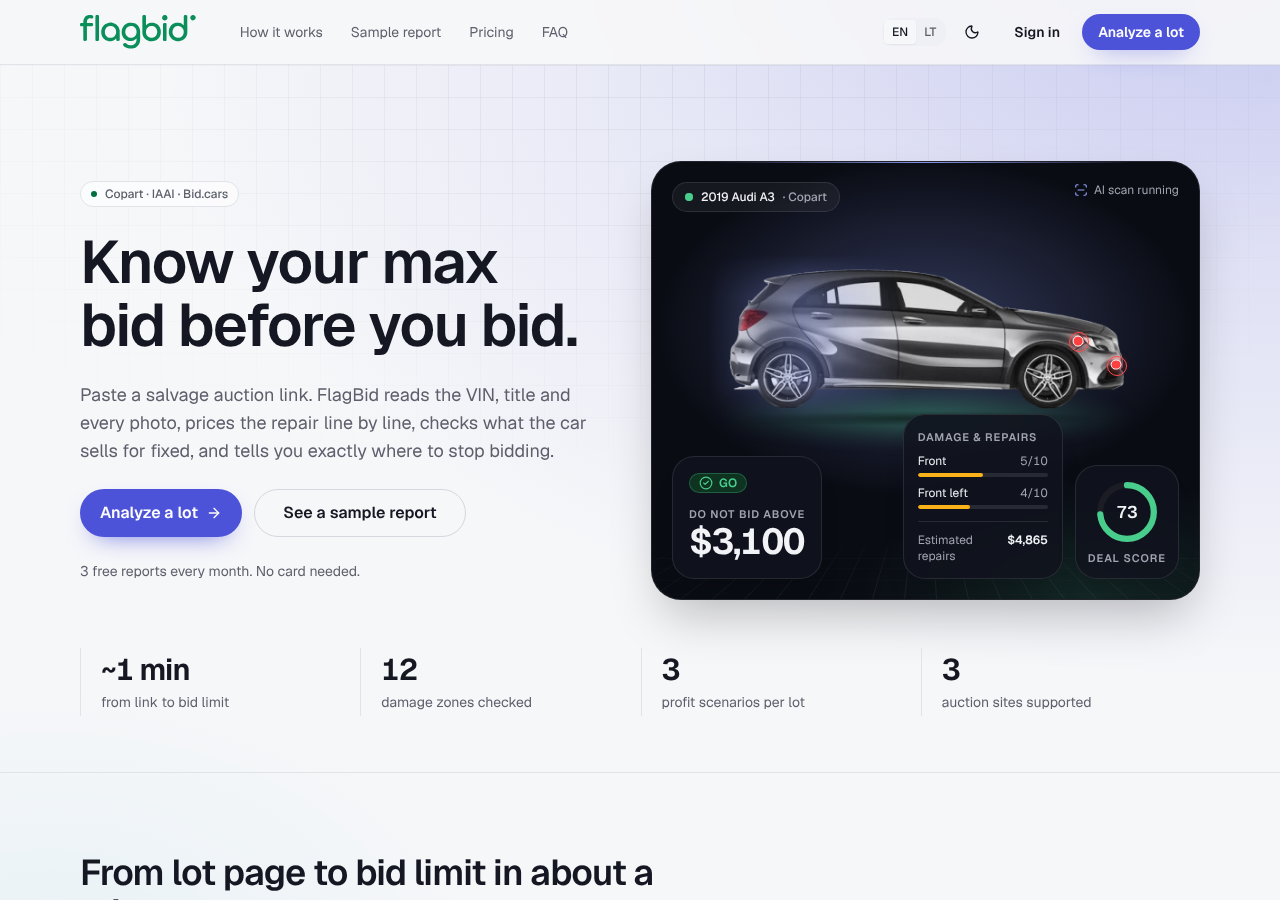 flagbid
How it works
Sample report
Pricing
FAQ
EN
LT
Sign in
Analyze a lot
Copart · IAAI · Bid.cars
Know your max
bid before you bid.
Paste a salvage auction link. FlagBid reads the VIN, title and
every photo, prices the repair line by line, checks what the car
sells for fixed, and tells you exactly where to stop bidding.
Analyze a lot →
See a sample report
3 free reports every month. No card needed.
2019 Audi A3 · Copart
AI scan running
GO
DO NOT BID ABOVE
$3,100
DAMAGE & REPAIRS
Front 5/10
Front left 4/10
Estimated $4,865
repairs
73
DEAL SCORE
~1 min
from link to bid limit
12
damage zones checked
3
profit scenarios per lot
3
auction sites supported
From lot page to bid limit in about a